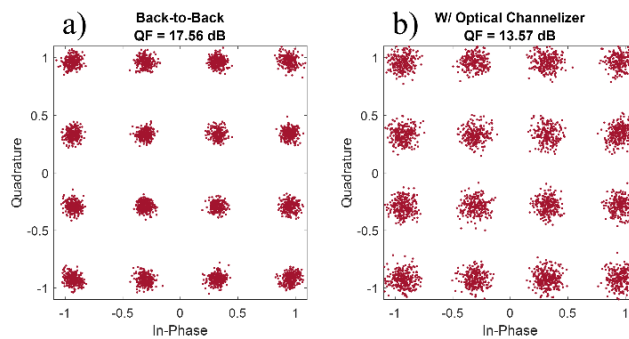 a) Back-to-Back
QF = 17.56 dB
1
0.5
0
-0.5
-1
Quadrature
-1 -0.5 0 0.5 1
In-Phase
b) W/ Optical Channelizer
QF = 13.57 dB
1
0.5
0
-0.5
-1
Quadrature
-1 -0.5 0 0.5 1
In-Phase